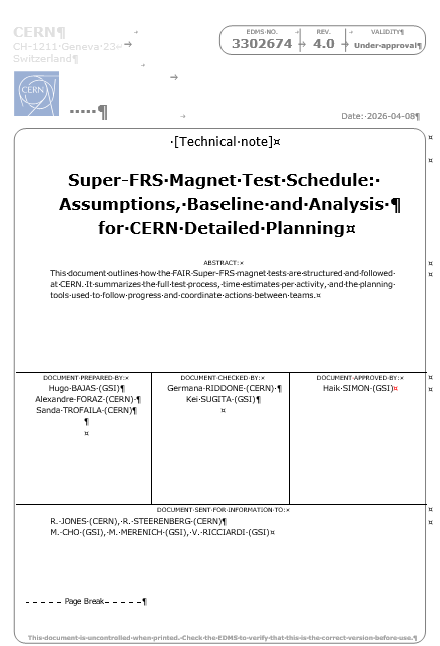 CERN¶
CH-1211·Geneva·23↵
Switzerland¶
EDMS·NO. REV. VALIDITY¶
3302674 4.0 Under·approval¶
CERN
·····¶
Date:·2026-04-08¶
·[Technical·note]¤
Super-FRS·Magnet·Test·Schedule:·
Assumptions,·Baseline·and·Analysis·¶
for·CERN·Detailed·Planning¤
ABSTRACT:¤
This·document·outlines·how·the·FAIR·Super-FRS·magnet·tests·are·structured·and·followed·
at·CERN.·It·summarizes·the·full·test·process,··time·estimates·per·activity,·and·the·planning·
tools·used·to·follow·progress·and·coordinate·actions·between·teams.¤
DOCUMENT·PREPARED·BY:¤
Hugo·BAJAS·(GSI)¶
Alexandre·FORAZ·(CERN)·¶
Sanda·TROFAILA·(CERN)¶
¶
¤
DOCUMENT·CHECKED·BY:¤
Germana·RIDDONE·(CERN)·¶
Kei·SUGITA·(GSI)¶
¤
DOCUMENT·APPROVED·BY:¤
Haik·SIMON·(GSI)¤
DOCUMENT·SENT·FOR·INFORMATION·TO:¤
R.·JONES·(CERN),·R.·STEERENBERG·(CERN)¶
M.·CHO·(GSI),·M.·MERENICH·(GSI),·V.·RICCIARDI·(GSI)¤
Page Break ¶
This·document·is·uncontrolled·when·printed.·Check·the·EDMS·to·verify·that·this·is·the·correct·version·before·use.¶